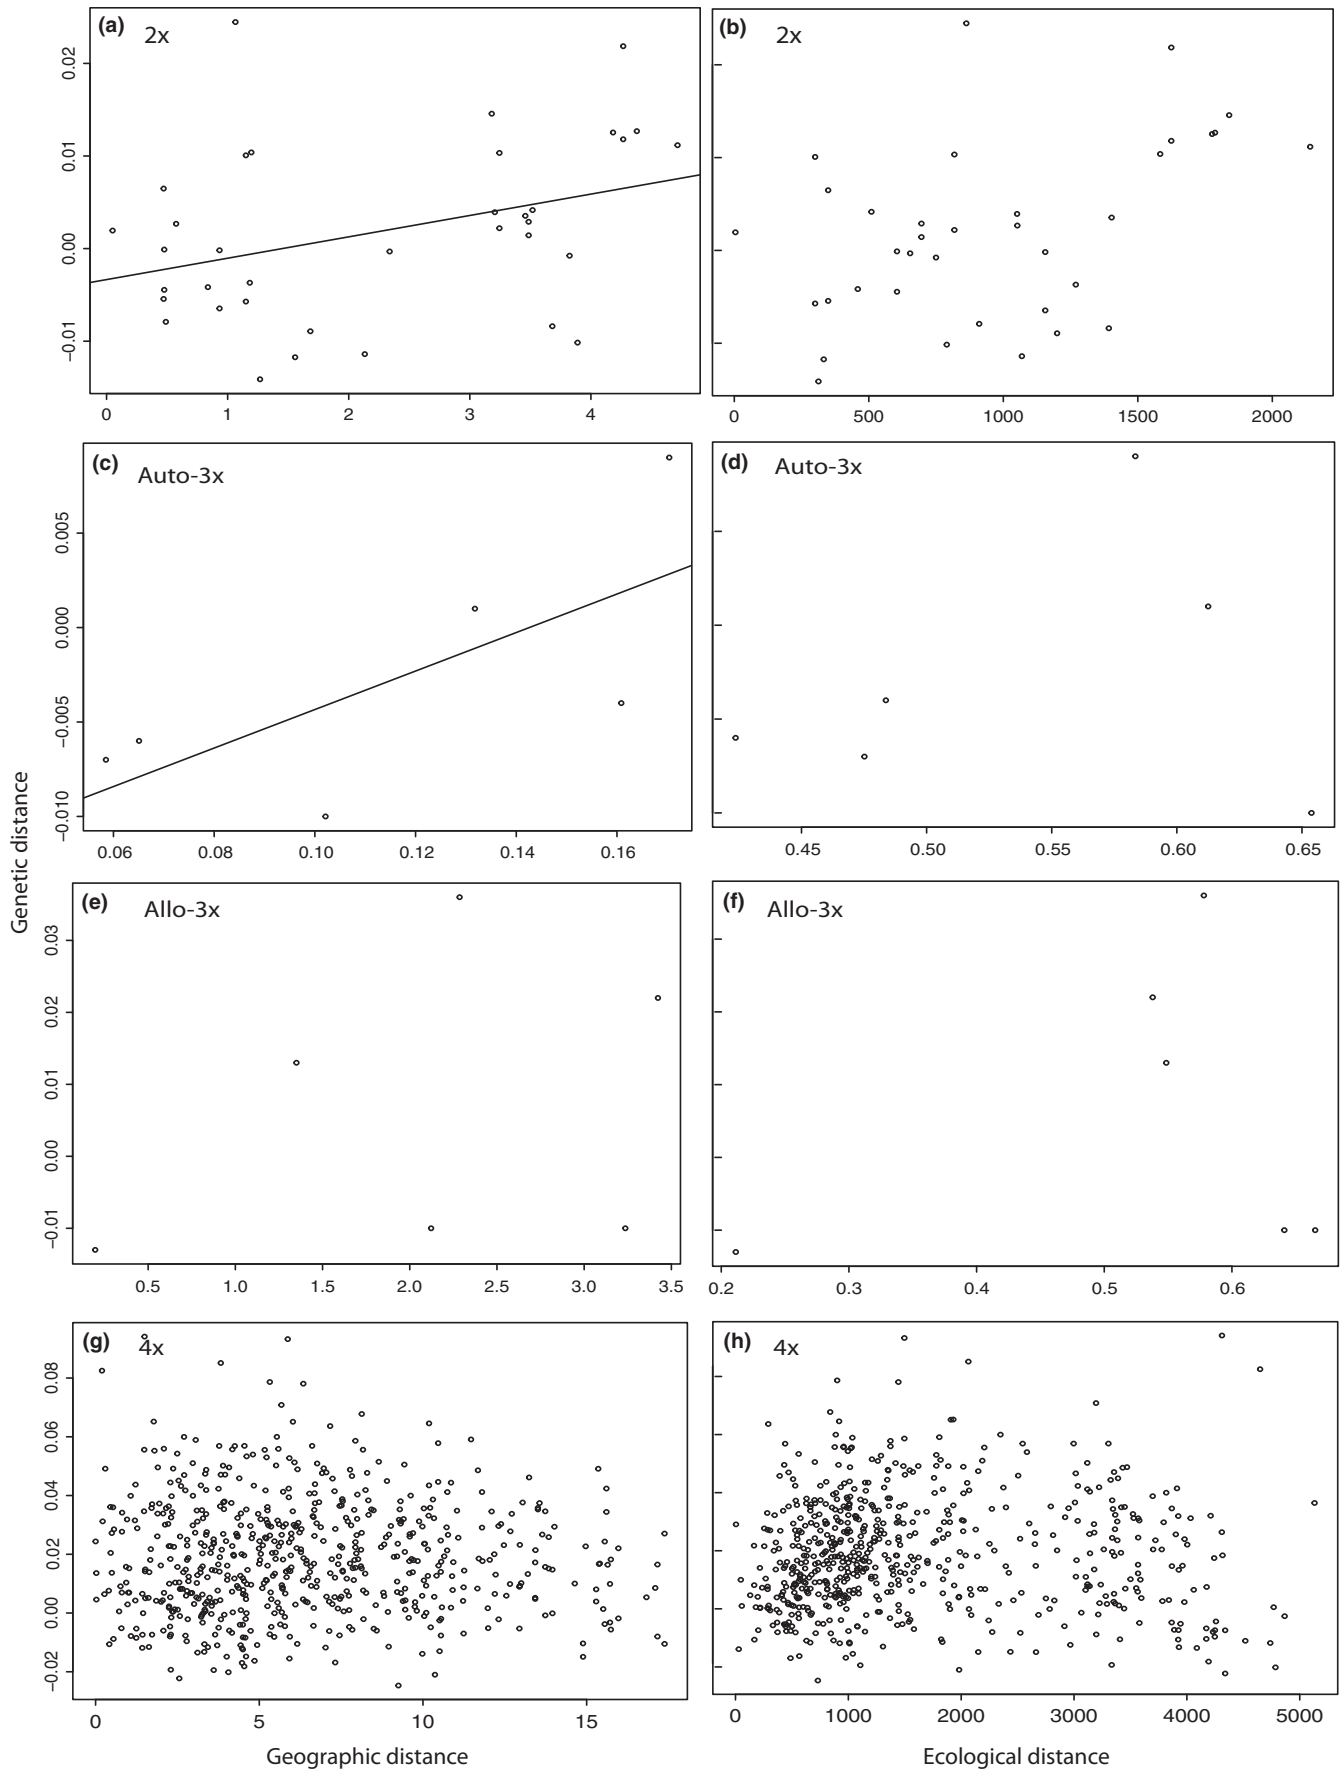 (a) 2x
(b) 2x
0.02
0.01
0.00
−0.01
0 1 2 3 4
0 500 1000 1500 2000
(c) Auto-3x
(d) Auto-3x
0.005
0.000
−0.005
−0.010
0.06 0.08 0.10 0.12 0.14 0.16
0.45 0.50 0.55 0.60 0.65
Genetic distance
(e) Allo-3x
(f) Allo-3x
0.03
0.02
0.01
0.00
−0.01
0.5 1.0 1.5 2.0 2.5 3.0 3.5
0.2 0.3 0.4 0.5 0.6
(g) 4x
(h) 4x
0.08
0.06
0.04
0.02
0.00
−0.02
0 5 10 15
0 1000 2000 3000 4000 5000
Geographic distance
Ecological distance